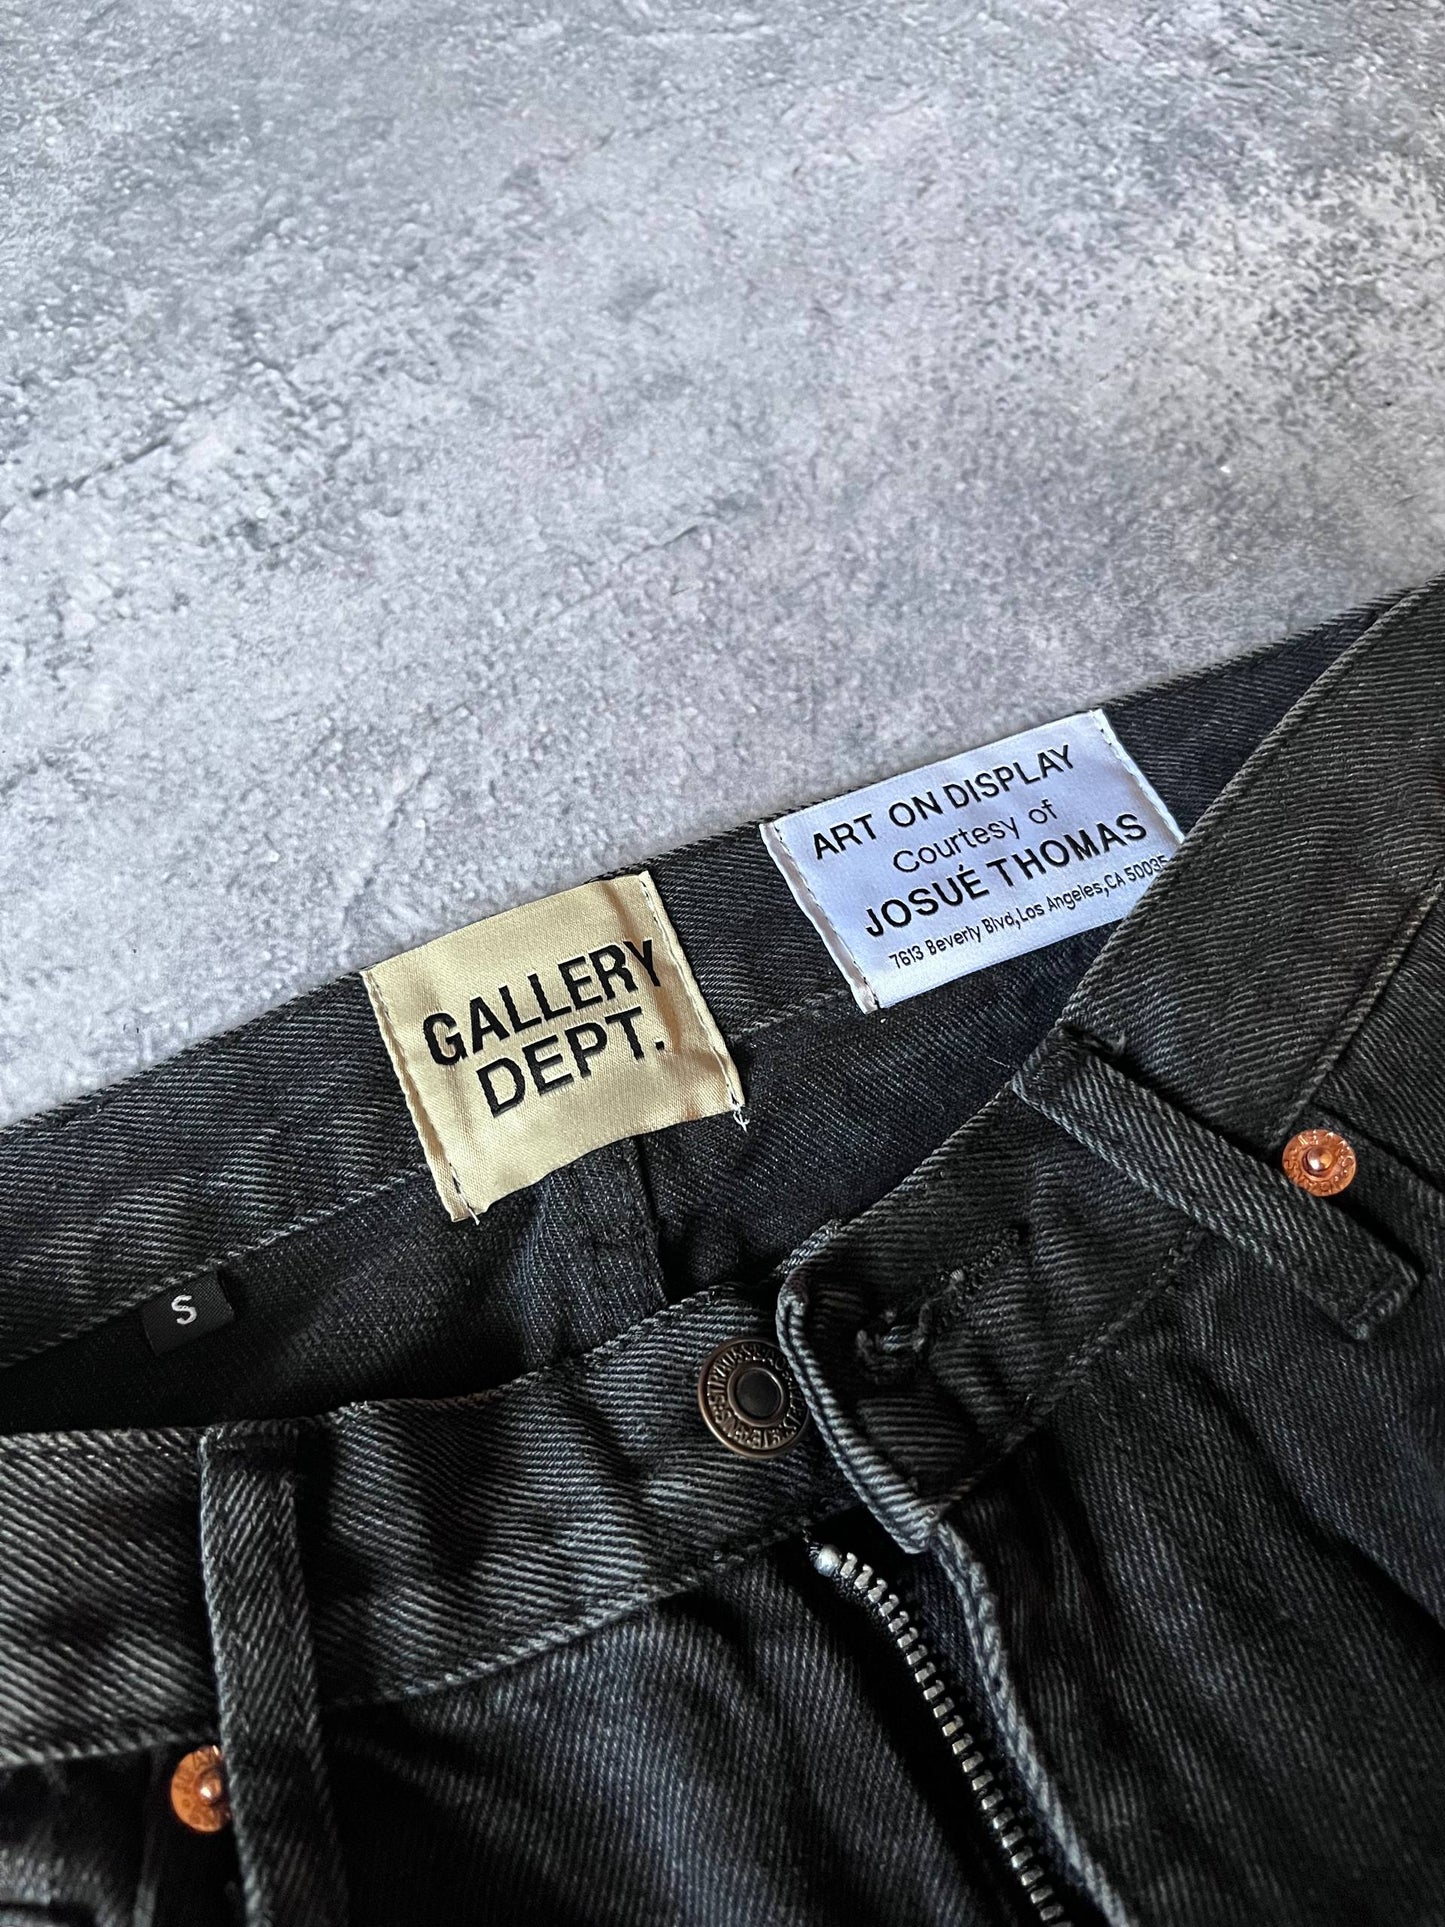 ART ON DISPLAY
Courtesy of
JOSUÉ THOMAS
7613 Beverly Blvd,Los Angeles,CA 50035
GALLERY
DEPT.
S